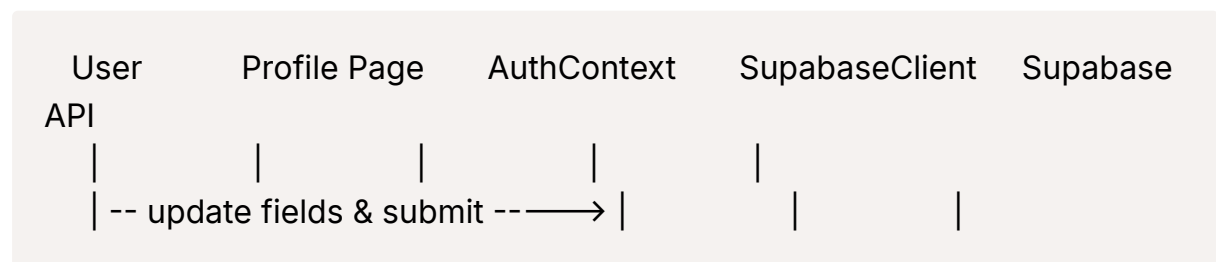 User Profile Page AuthContext SupabaseClient Supabase
API
| | | | |
| -- update fields & submit -----> | | |